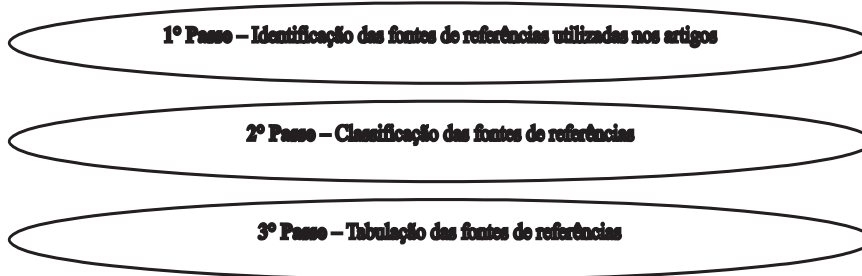 1º Passo – Identificação das fontes de referências utilizadas nos artigos
2º Passo – Classificação das fontes de referências
3º Passo – Tabulação das fontes de referências